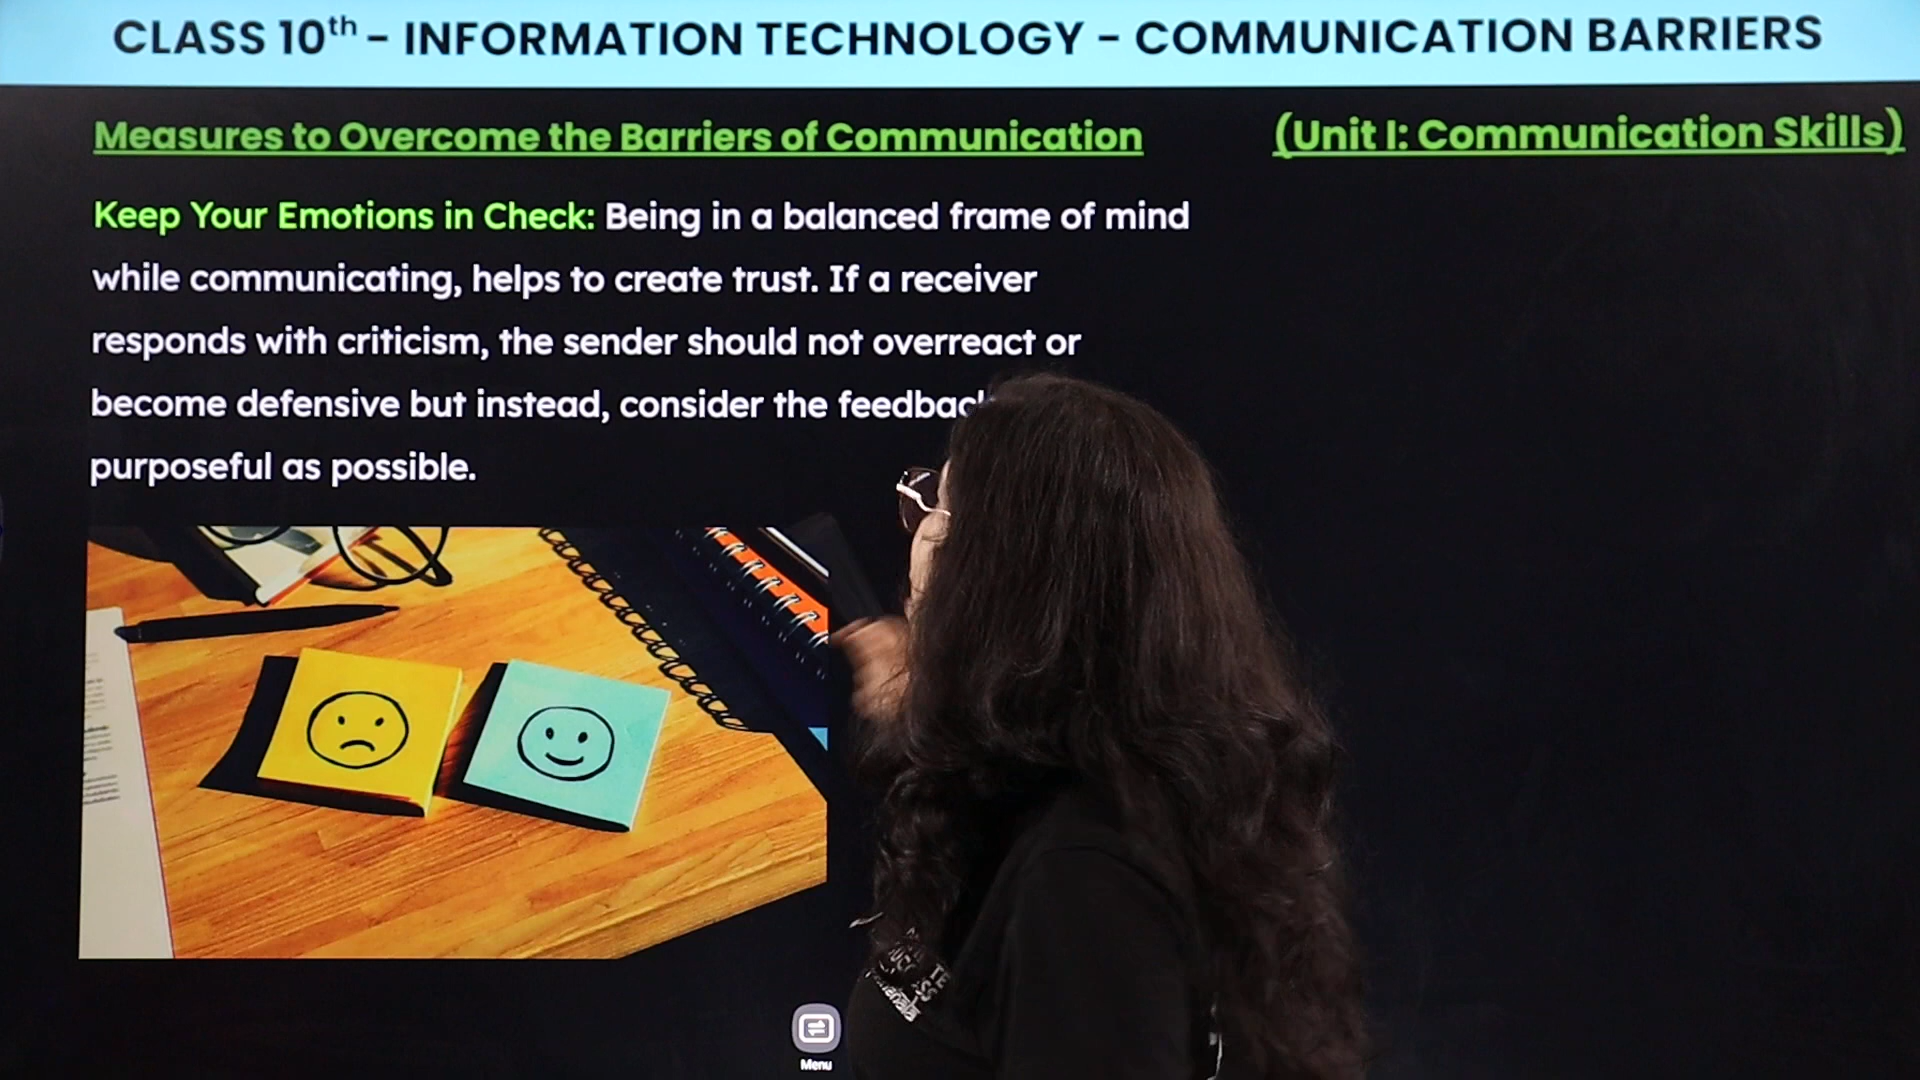 CLASS 10th - INFORMATION TECHNOLOGY - COMMUNICATION BARRIERS
Measures to Overcome the Barriers of Communication
(Unit I: Communication Skills)
Keep Your Emotions in Check: Being in a balanced frame of mind
while communicating, helps to create trust. If a receiver
responds with criticism, the sender should not overreact or
become defensive but instead, consider the
purposeful as possible.
Menu